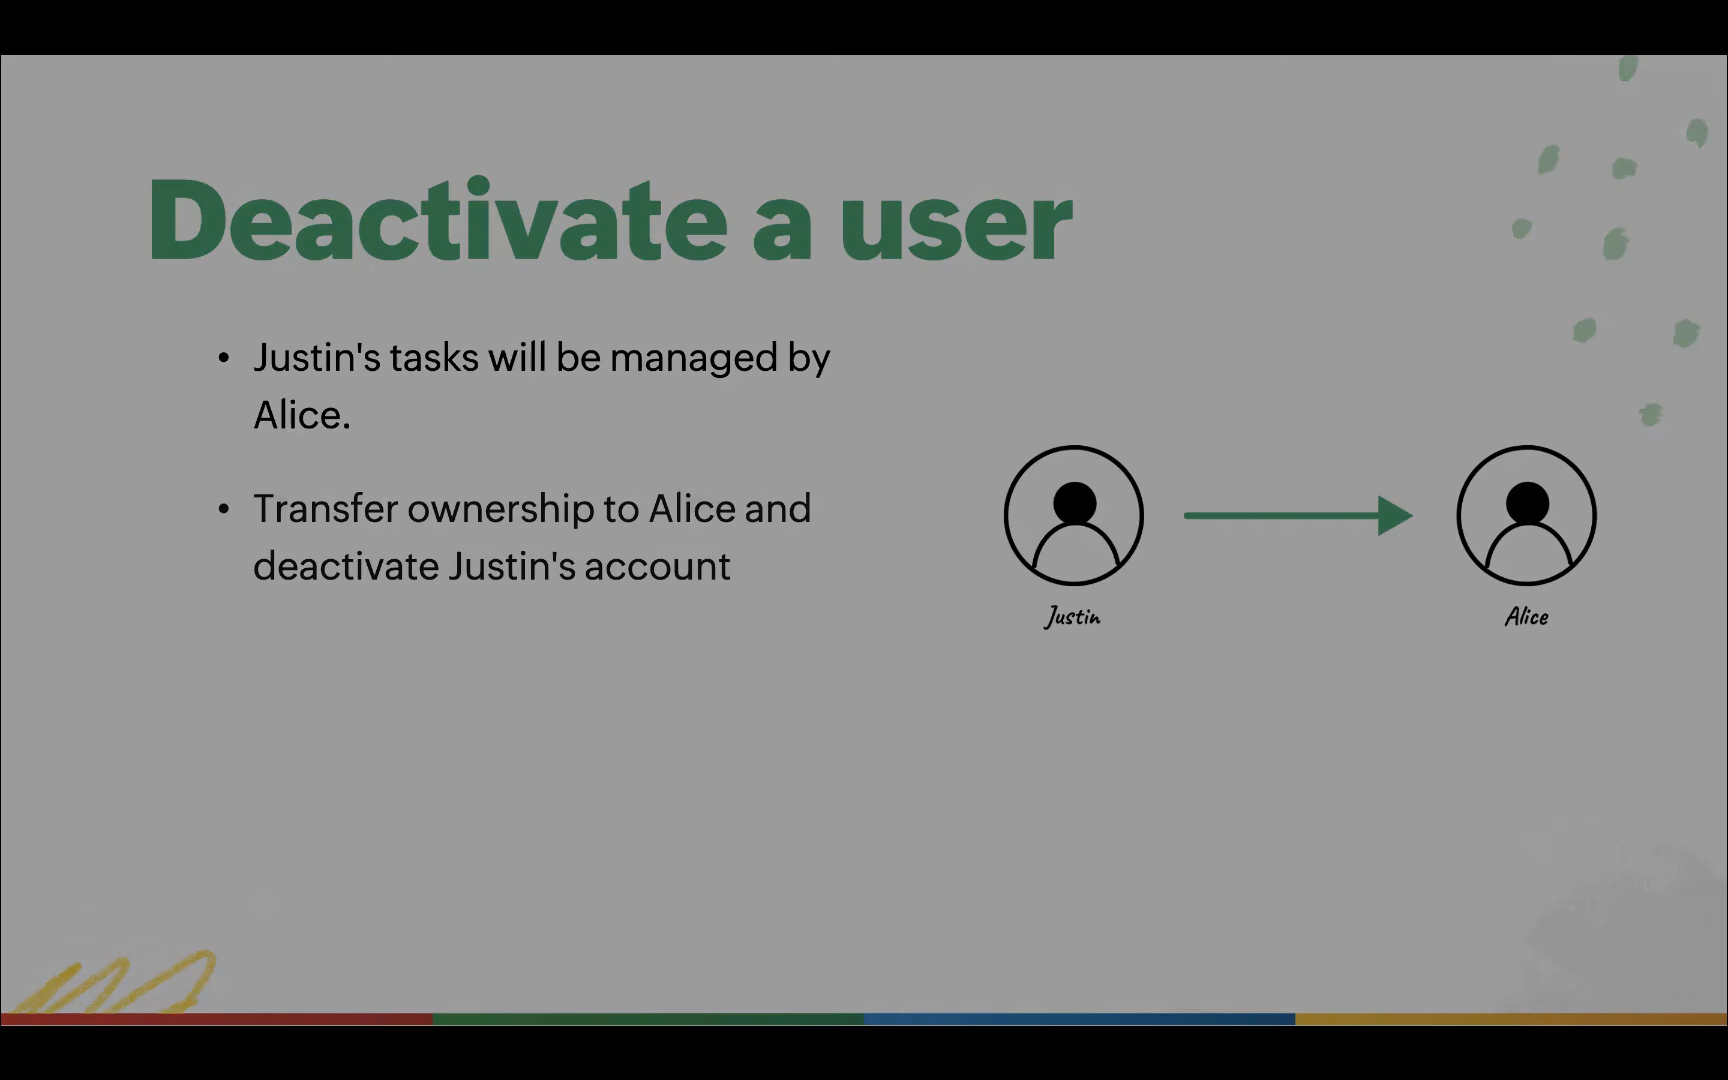 Deactivate a user
• Justin's tasks will be managed by
Alice.
• Transfer ownership to Alice and
deactivate Justin's account
Justin
Alice